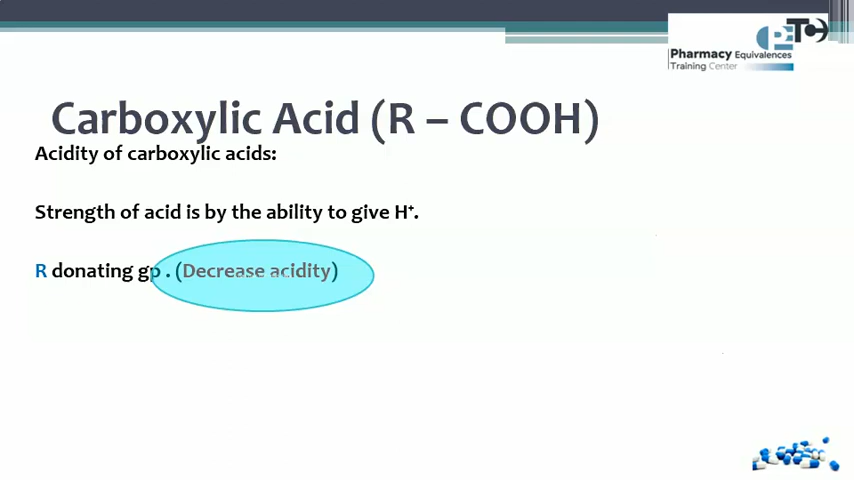 PTC
Pharmacy Equivalences
Training Center
Carboxylic Acid (R – COOH)
Acidity of carboxylic acids:
Strength of acid is by the ability to give H⁺.
R donating gp . (Decrease acidity)